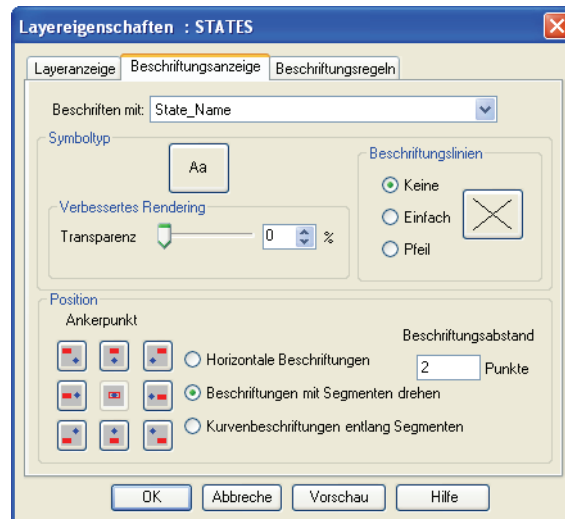 Layereigenschaften : STATES
Layeranzeige Beschriftungsanzeige Beschriftungsregeln
Beschriften mit: State_Name
Symboltyp
Aa
Beschriftungslinien
Keine
Einfach
Pfeil
Verbessertes Rendering
Transparenz 0 %
Position
Ankerpunkt
Horizontale Beschriftungen
Beschriftungen mit Segmenten drehen
Kurvenbeschriftungen entlang Segmenten
Beschriftungsabstand
2 Punkte
OK Abbreche Vorschau Hilfe